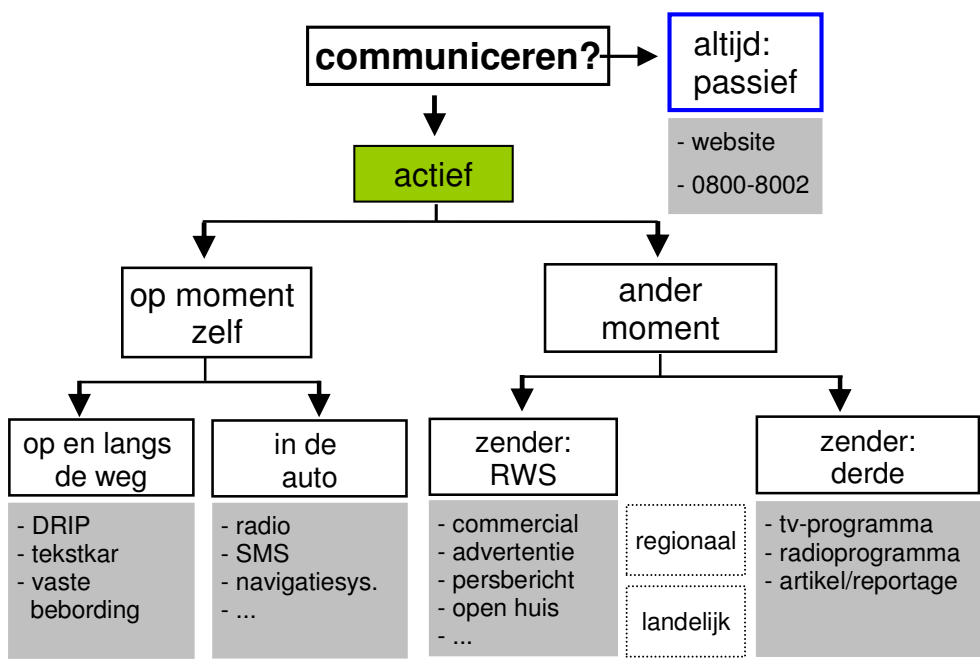 communiceren?
altijd:
passief
- website
- 0800-8002
actief
op moment
zelf
ander
moment
op en langs
de weg
- DRIP
- tekstkar
- vaste
bebording
in de
auto
- radio
- SMS
- navigatiesys.
- ...
zender:
RWS
- commercial
- advertentie
- persbericht
- open huis
- ...
regionaal
landelijk
zender:
derde
- tv-programma
- radioprogramma
- artikel/reportage